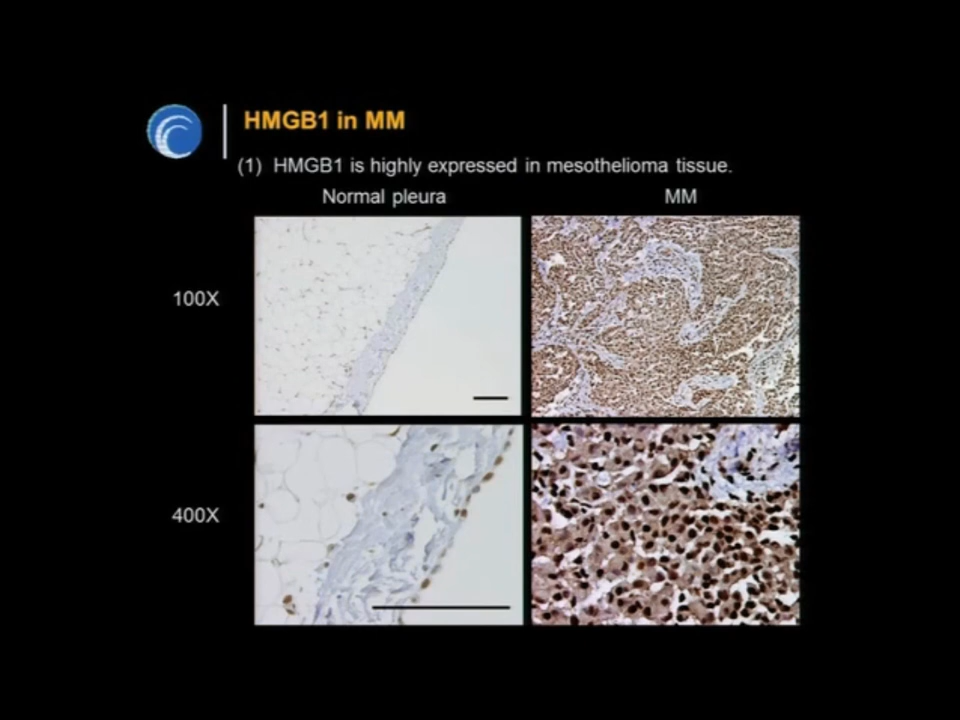 HMGB1 in MM
(1) HMGB1 is highly expressed in mesothelioma tissue.
Normal pleura MM
100X
400X